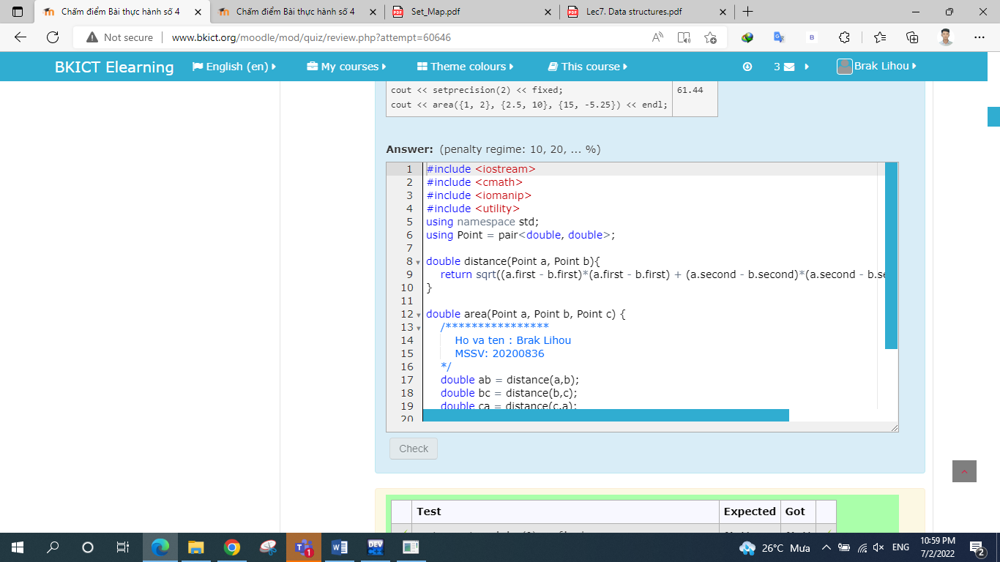 Chấm điểm Bài thực hành số 4
Chấm điểm Bài thực hành số 4
Set_Map.pdf
Lec7. Data structures.pdf
Not secure
www.bkict.org/moodle/mod/quiz/review.php?attempt=60646
BKICT Elearning
English (en)
My courses
Theme colours
This course
3
Brak Lihou
cout << setprecision(2) << fixed;
cout << area({1, 2}, {2.5, 10}, {15, -5.25}) << endl;
61.44
Answer: (penalty regime: 10, 20, ... %)
1 #include <iostream>
2 #include <cmath>
3 #include <iomanip>
4 #include <utility>
5 using namespace std;
6 using Point = pair<double, double>;
7
8 double distance(Point a, Point b){
9 return sqrt((a.first - b.first)*(a.first - b.first) + (a.second - b.second)*(a.second - b.se
10 }
11
12 double area(Point a, Point b, Point c) {
13 /****************
14 Ho va ten : Brak Lihou
15 MSSV: 20200836
16 */
17 double ab = distance(a,b);
18 double bc = distance(b,c);
19 double ca = distance(c,a);
20
Check
Test Expected Got
26°C Mưa
ENG
10:59 PM
7/2/2022